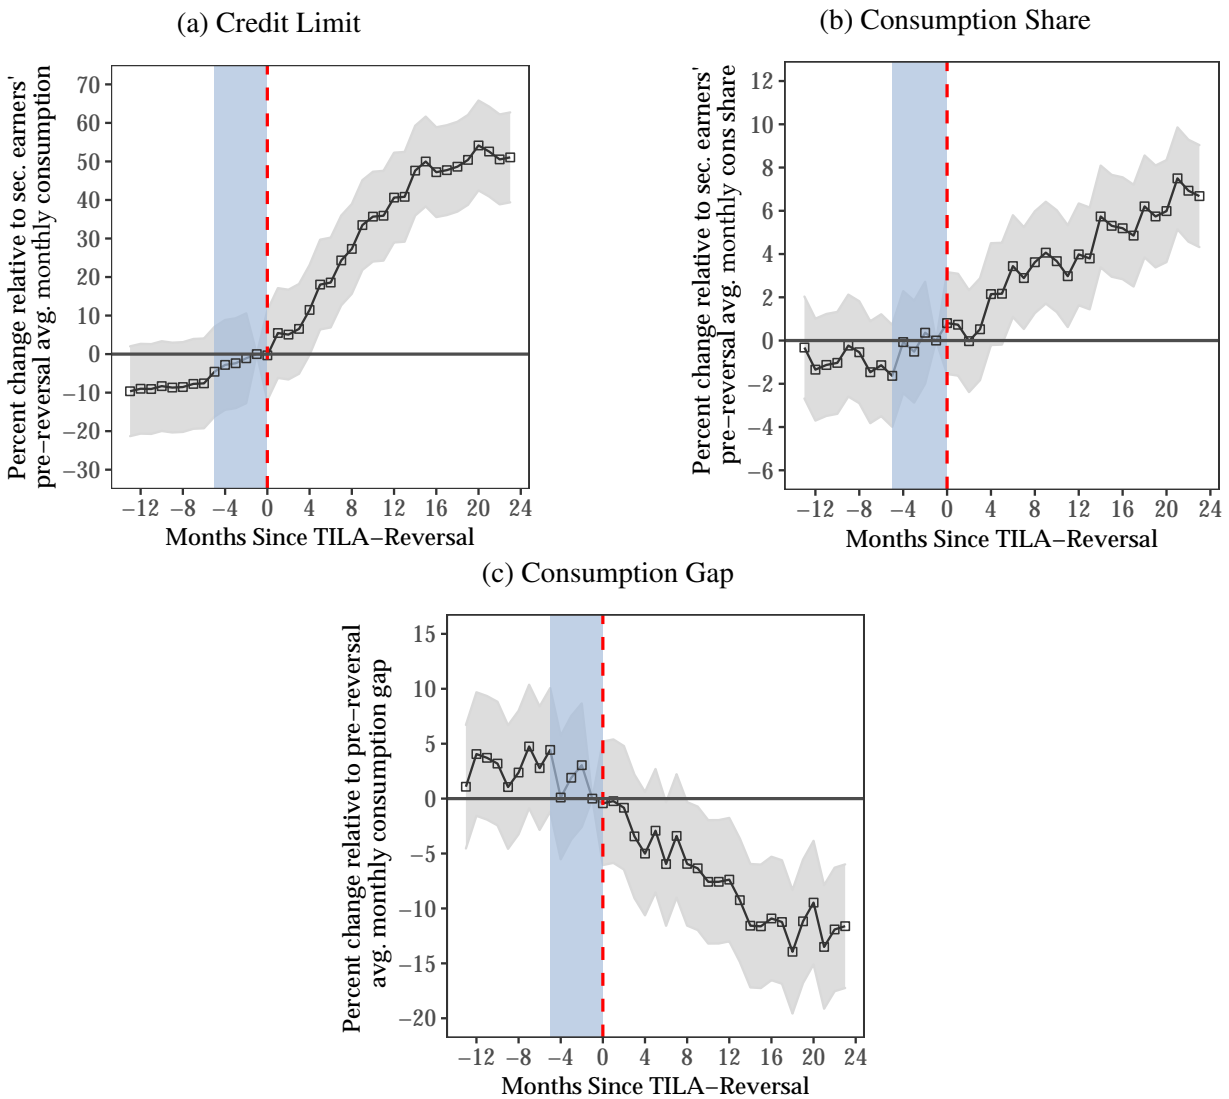 (a) Credit Limit
Percent change relative to sec. earners'
pre−reversal avg. monthly consumption
70
60
50
40
30
20
10
0
−10
−20
−30
−12 −8 −4 0 4 8 12 16 20 24
Months Since TILA−Reversal
(b) Consumption Share
Percent change relative to sec. earners'
pre−reversal avg. monthly cons share
12
10
8
6
4
2
0
−2
−4
−6
−12 −8 −4 0 4 8 12 16 20 24
Months Since TILA−Reversal
(c) Consumption Gap
Percent change relative to pre−reversal
avg. monthly consumption gap
15
10
5
0
−5
−10
−15
−20
−12 −8 −4 0 4 8 12 16 20 24
Months Since TILA−Reversal